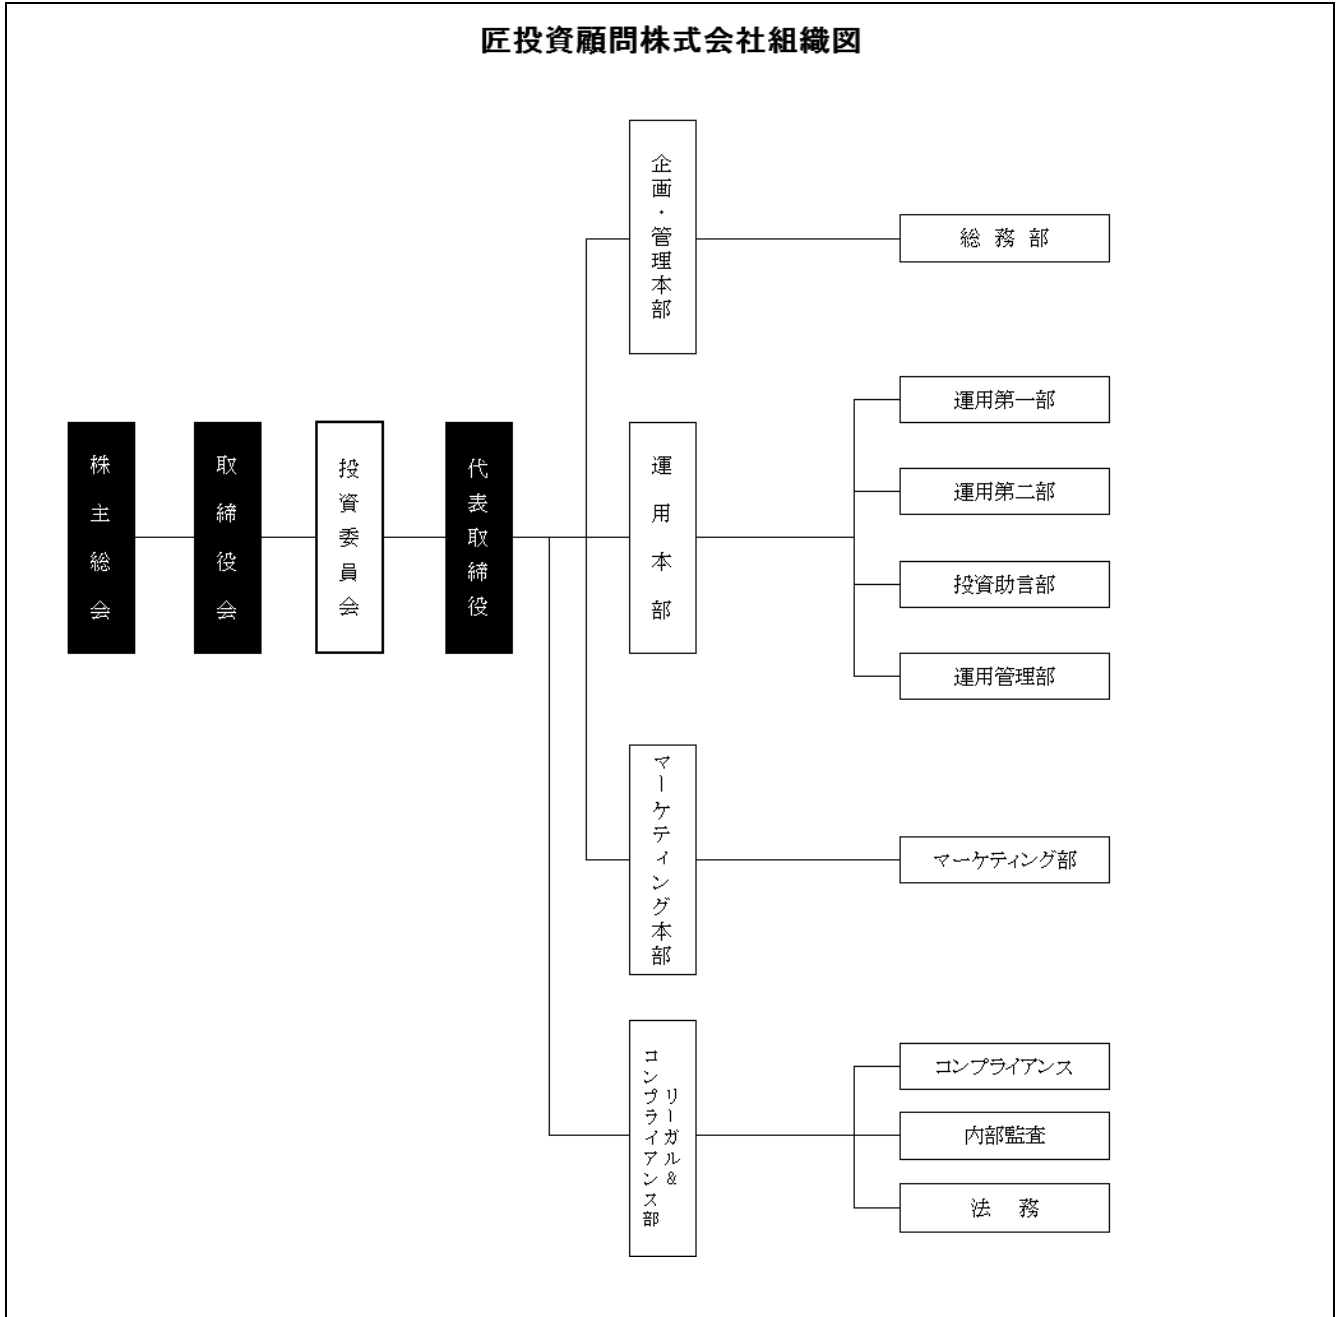 匠投資顧問株式会社組織図
株主総会
取締役会
投資委員会
代表取締役
企画・管理本部
総務部
運用本部
運用第一部
運用第二部
投資助言部
運用管理部
マーケティング本部
マーケティング部
リーガル&
コンプライアンス部
コンプライアンス
内部監査
法務